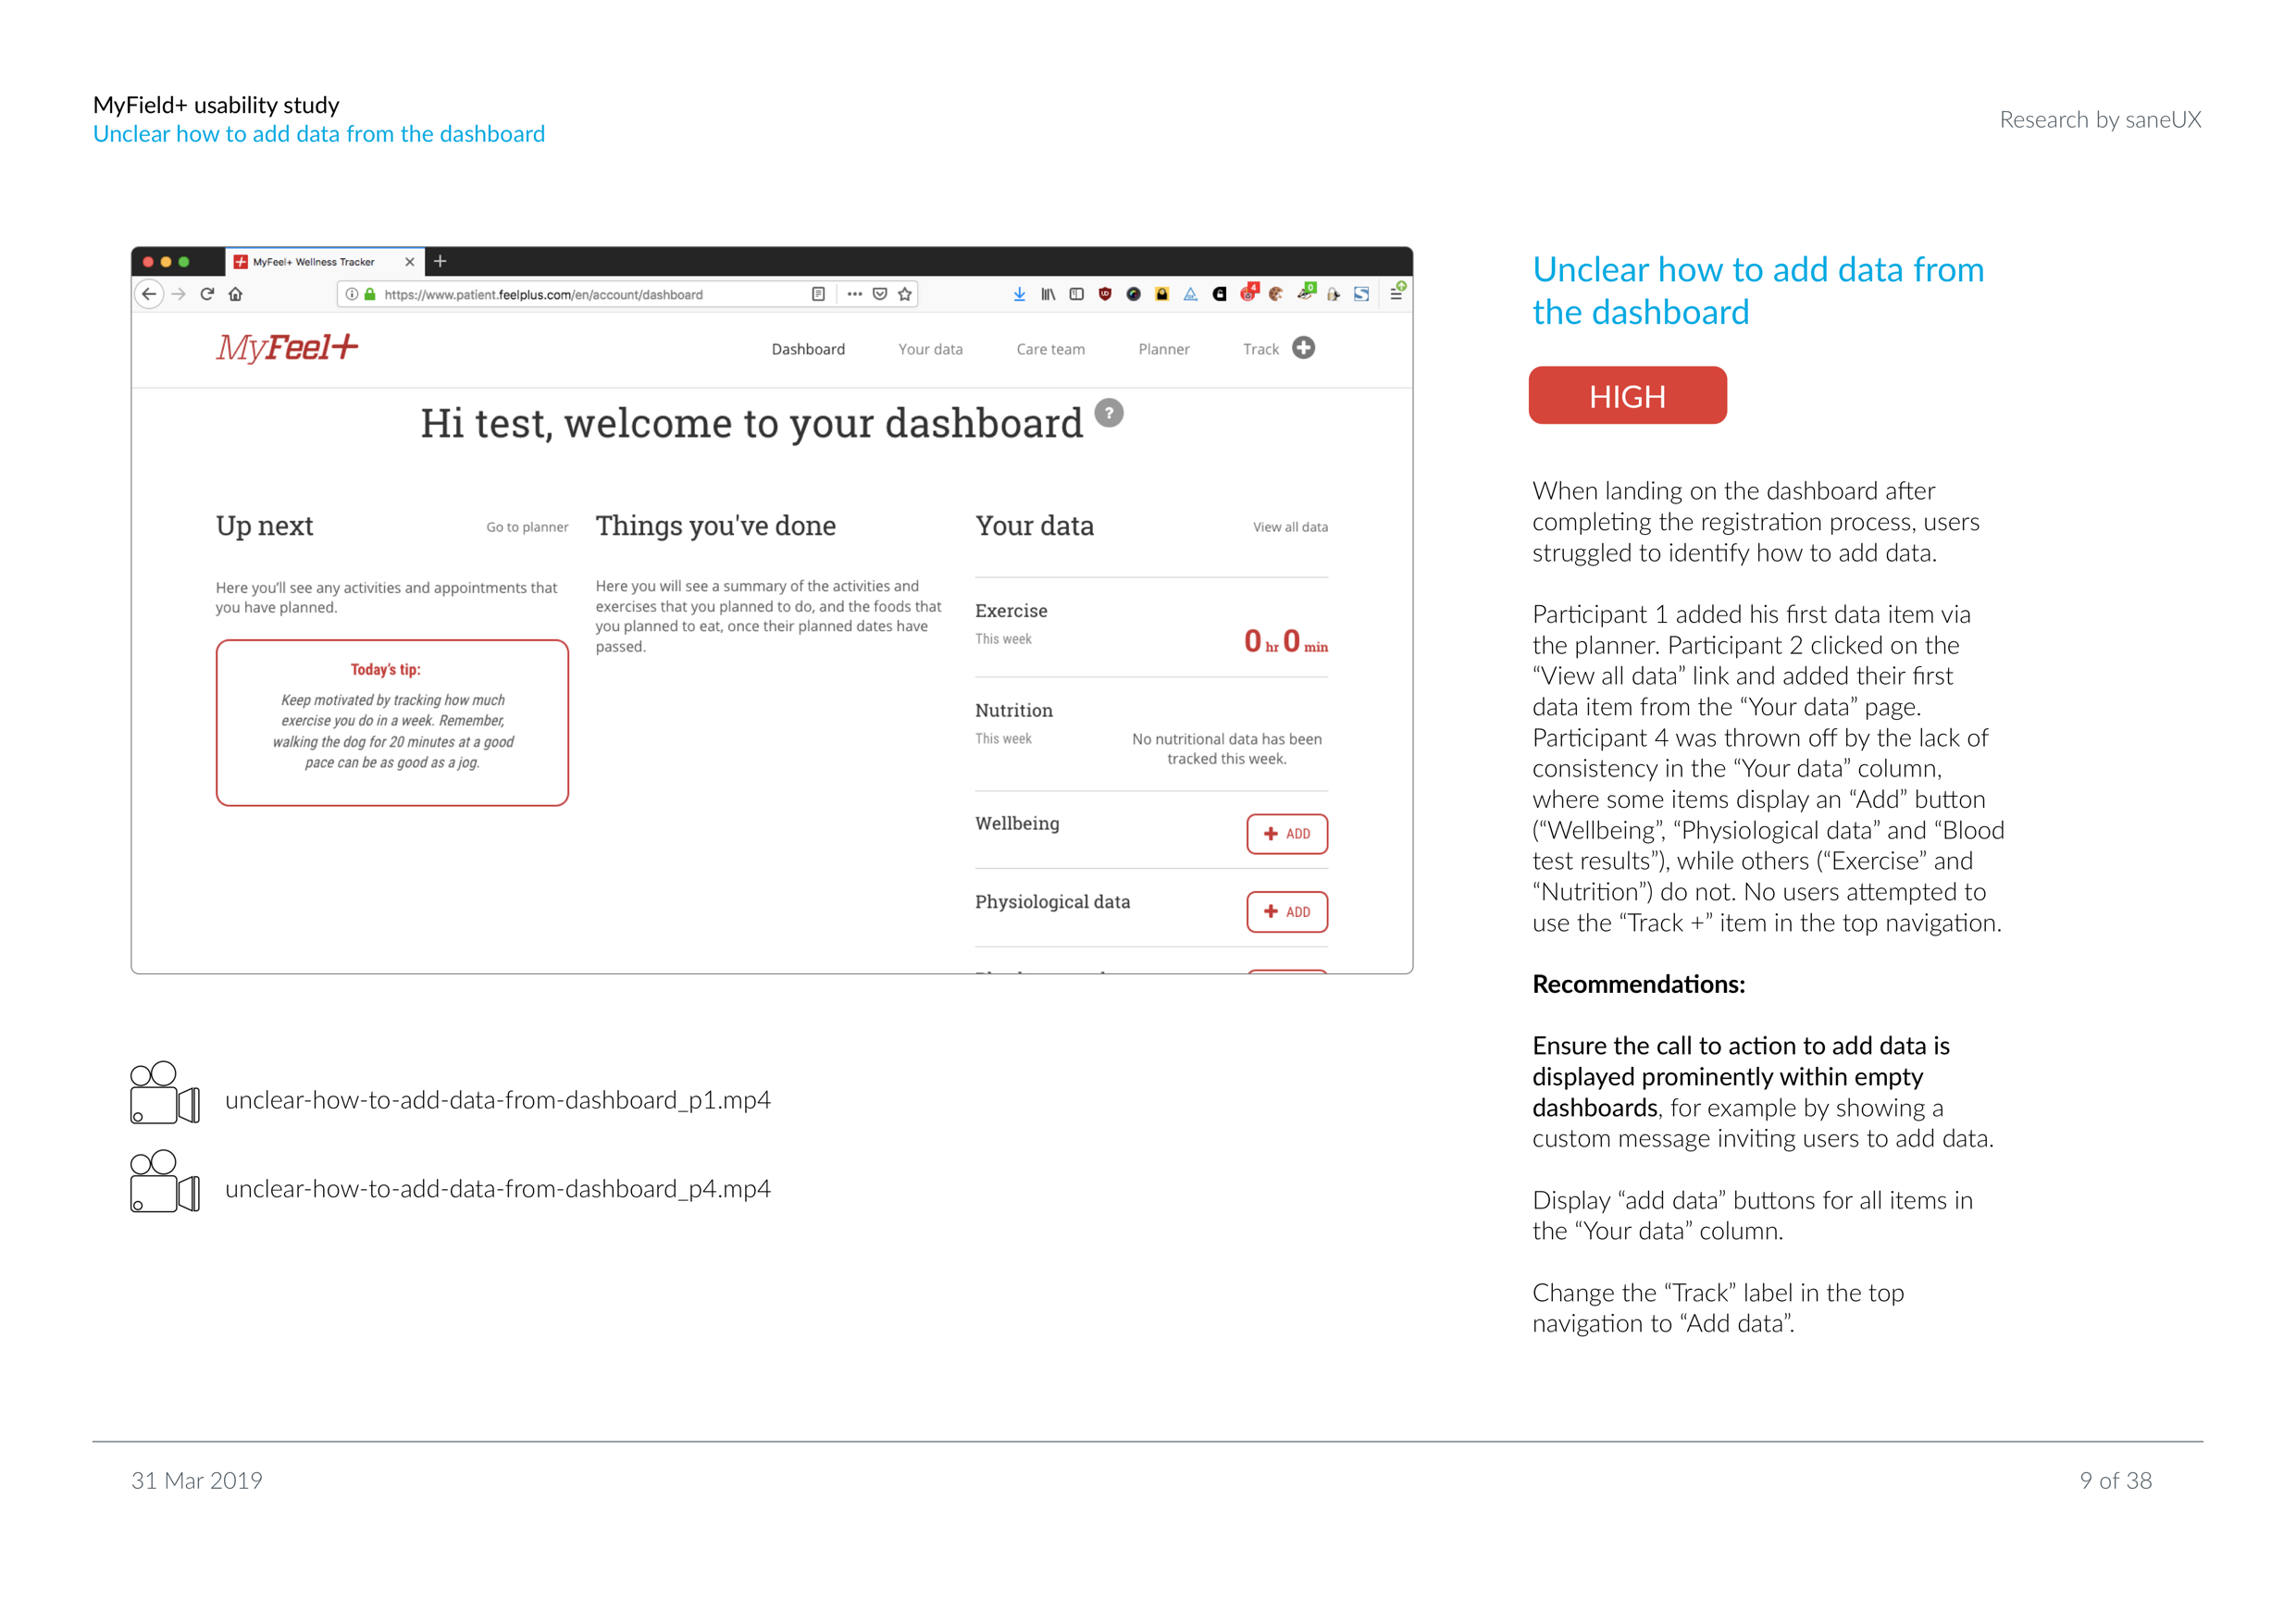 MyField+ usability study
Unclear how to add data from the dashboard
Research by saneUX
MyFeel+ Wellness Tracker
https://www.patient.feelplus.com/en/account/dashboard
4
0
MyFeel+
Dashboard
Your data
Care team
Planner
Track
Hi test, welcome to your dashboard ?
Up next
Go to planner
Here you'll see any activities and appointments that
you have planned.
Today's tip:
Keep motivated by tracking how much
exercise you do in a week. Remember,
walking the dog for 20 minutes at a good
pace can be as good as a jog.
Things you've done
Here you will see a summary of the activities and
exercises that you planned to do, and the foods that
you planned to eat, once their planned dates have
passed.
Your data
View all data
Exercise
This week
0 hr 0 min
Nutrition
This week
No nutritional data has been
tracked this week.
Wellbeing
+ ADD
Physiological data
+ ADD
unclear-how-to-add-data-from-dashboard_p1.mp4
unclear-how-to-add-data-from-dashboard_p4.mp4
Unclear how to add data from
the dashboard
HIGH
When landing on the dashboard after
completing the registration process, users
struggled to identify how to add data.
Participant 1 added his first data item via
the planner. Participant 2 clicked on the
“View all data” link and added their first
data item from the “Your data” page.
Participant 4 was thrown off by the lack of
consistency in the “Your data” column,
where some items display an “Add” button
(“Wellbeing”, “Physiological data” and “Blood
test results”), while others (“Exercise” and
“Nutrition”) do not. No users attempted to
use the “Track +” item in the top navigation.
Recommendations:
Ensure the call to action to add data is
displayed prominently within empty
dashboards, for example by showing a
custom message inviting users to add data.
Display “add data” buttons for all items in
the “Your data” column.
Change the “Track” label in the top
navigation to “Add data”.
31 Mar 2019
9 of 38